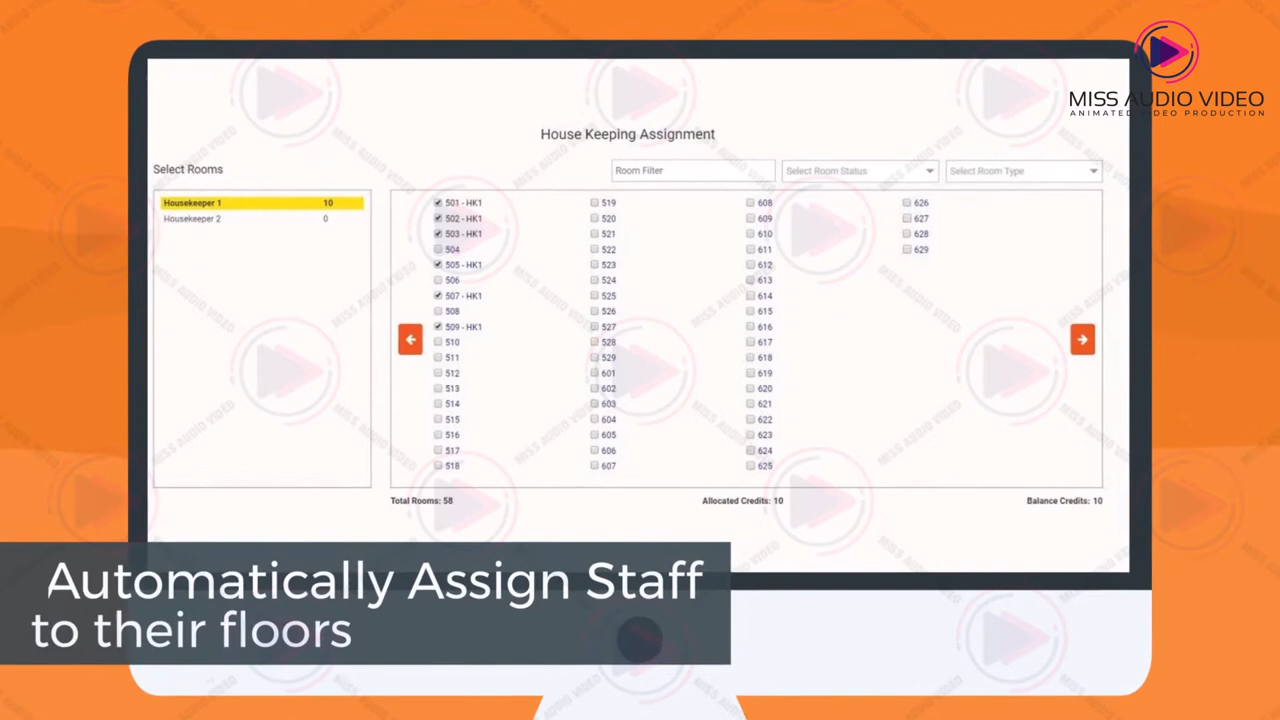 MISS AUDIO VIDEO
ANIMATED VIDEO PRODUCTION
House Keeping Assignment
Select Rooms
Room Filter
Select Room Status
Select Room Type
Housekeeper 1 10
Housekeeper 2 0
501 - HK1
502 - HK1
503 - HK1
504
505 - HK1
506
507 - HK1
508
509 - HK1
510
511
512
513
514
515
516
517
518
519
520
521
522
523
524
525
526
527
528
529
601
602
603
604
605
606
607
608
609
610
611
612
613
614
615
616
617
618
619
620
621
622
623
624
625
626
627
628
629
Total Rooms: 58
Allocated Credits: 10
Balance Credits: 10
Automatically Assign Staff
to their floors